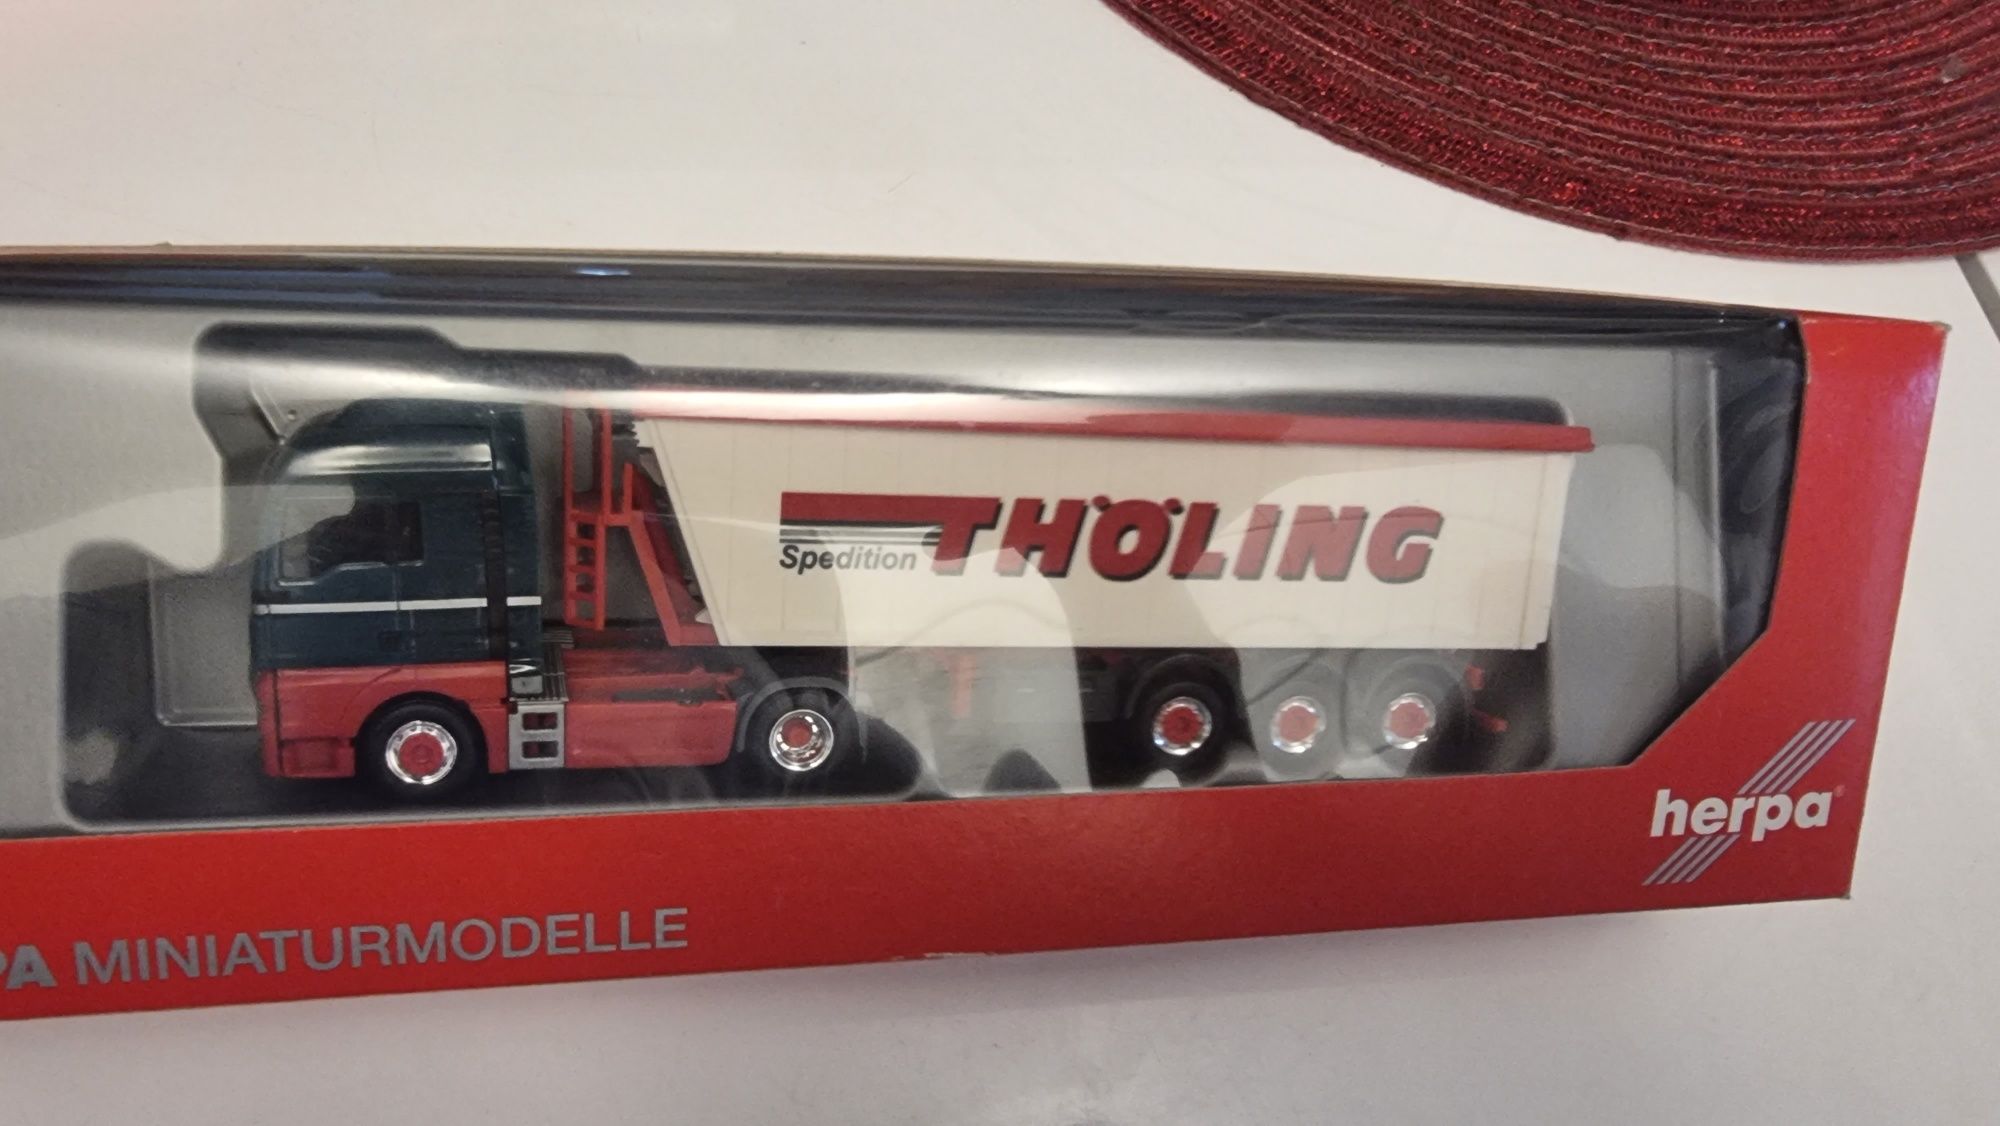 THÖLING
Spedition
herpa
PA MINIATURMODELLE